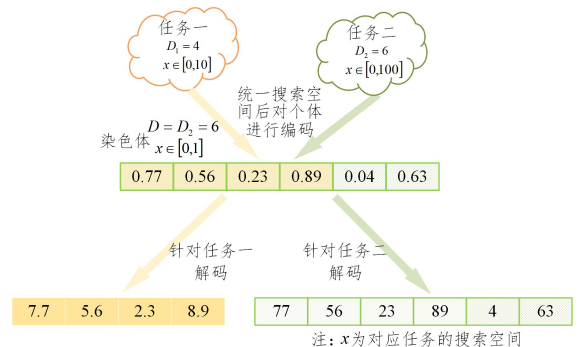 任务一
D₁=4
x∈[0,10]
任务二
D₂=6
x∈[0,100]
统一搜索空
间后对个体
进行编码
染色体 D=D₂=6
x∈[0,1]
0.77 0.56 0.23 0.89 0.04 0.63
针对任务一
解码
针对任务二
解码
7.7 5.6 2.3 8.9
77 56 23 89 4 63
注：x为对应任务的搜索空间